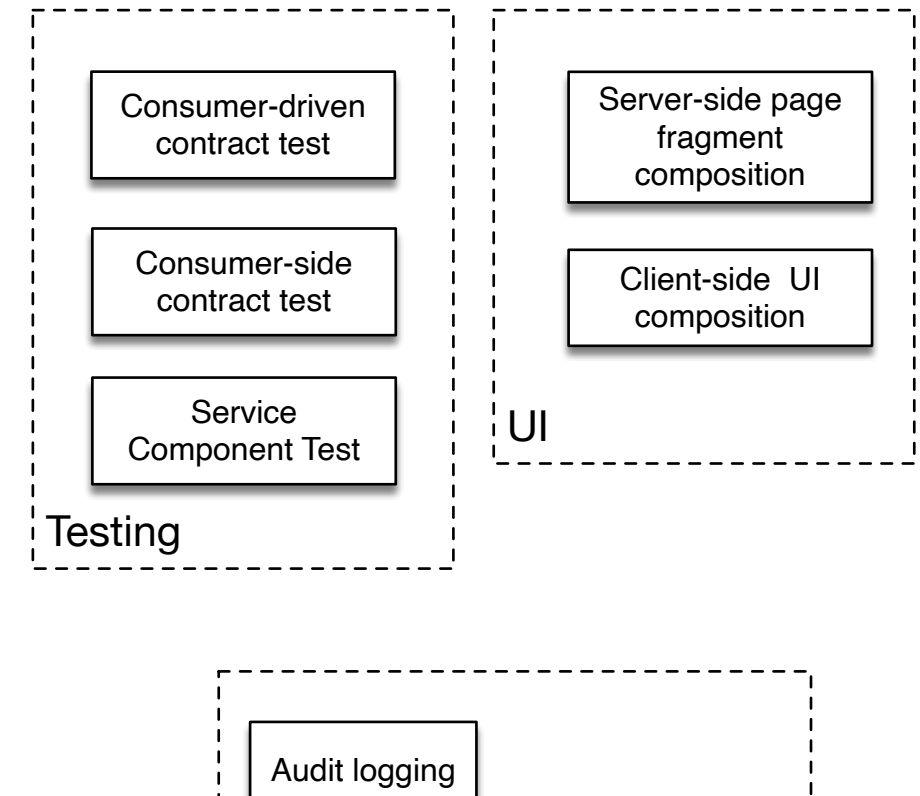 Consumer-driven
contract test
Consumer-side
contract test
Service
Component Test
Testing
Server-side page
fragment
composition
Client-side UI
composition
UI
Audit logging